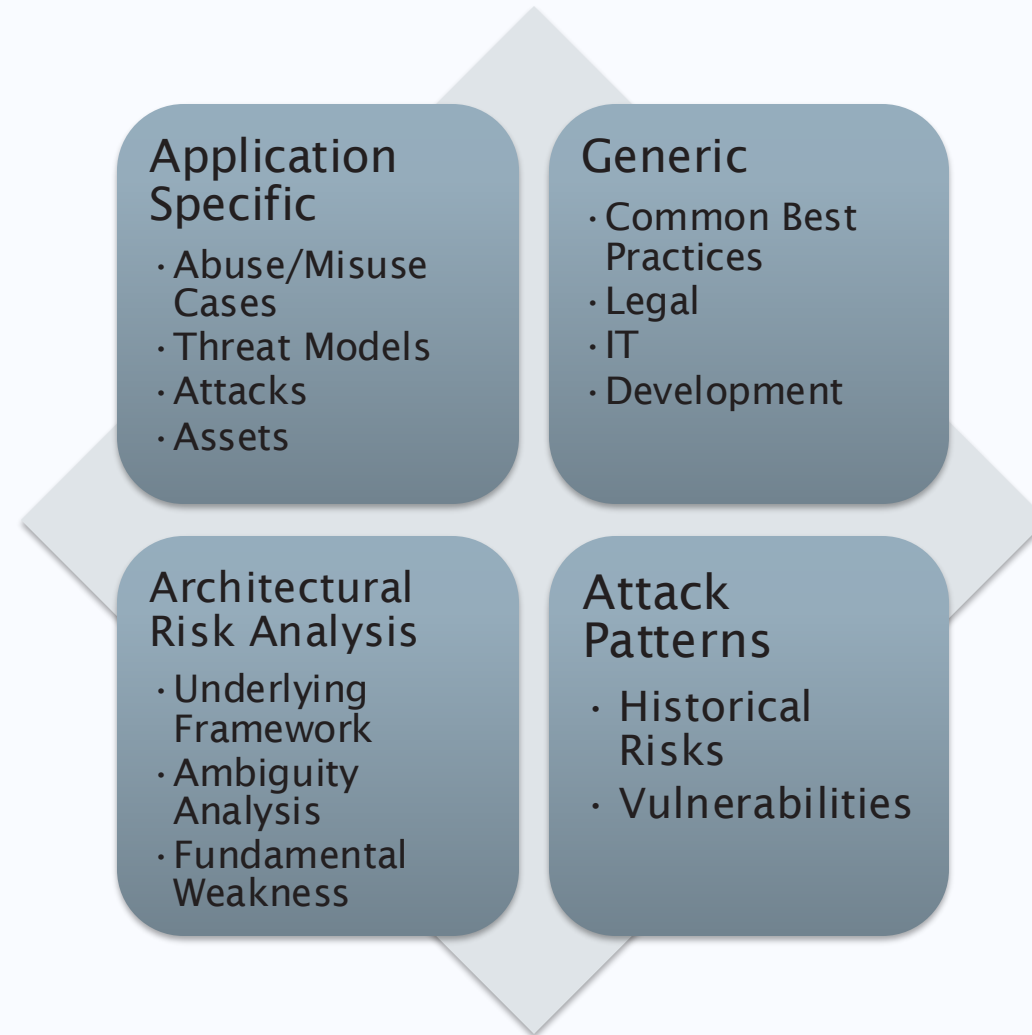 Application
Specific
· Abuse/Misuse
Cases
· Threat Models
· Attacks
· Assets
Generic
· Common Best
Practices
· Legal
· IT
· Development
Architectural
Risk Analysis
· Underlying
Framework
· Ambiguity
Analysis
· Fundamental
Weakness
Attack
Patterns
· Historical
Risks
· Vulnerabilities